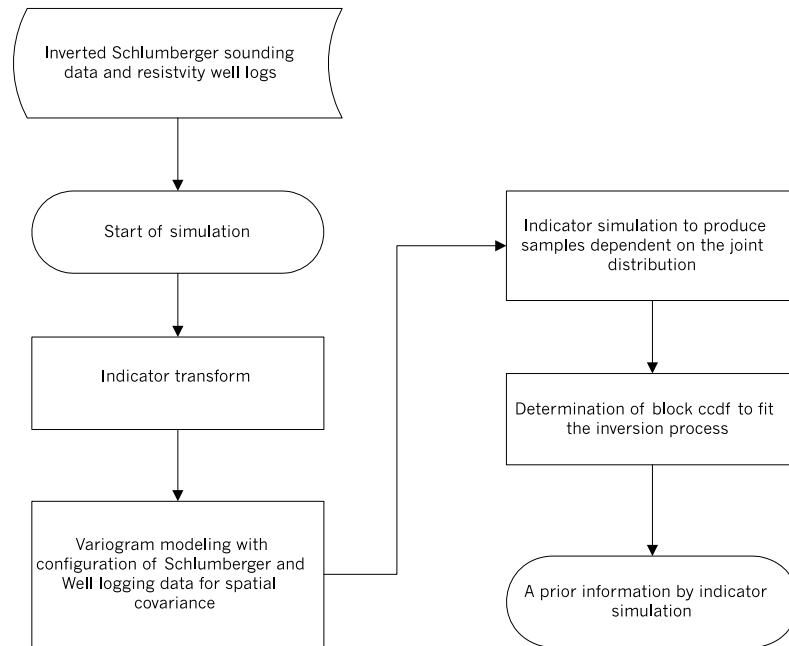 Inverted Schlumberger sounding
data and resistvity well logs
Start of simulation
Indicator transform
Variogram modeling with
configuration of Schlumberger and
Well logging data for spatial
covariance
Indicator simulation to produce
samples dependent on the joint
distribution
Determination of block ccdf to fit
the inversion process
A prior information by indicator
simulation